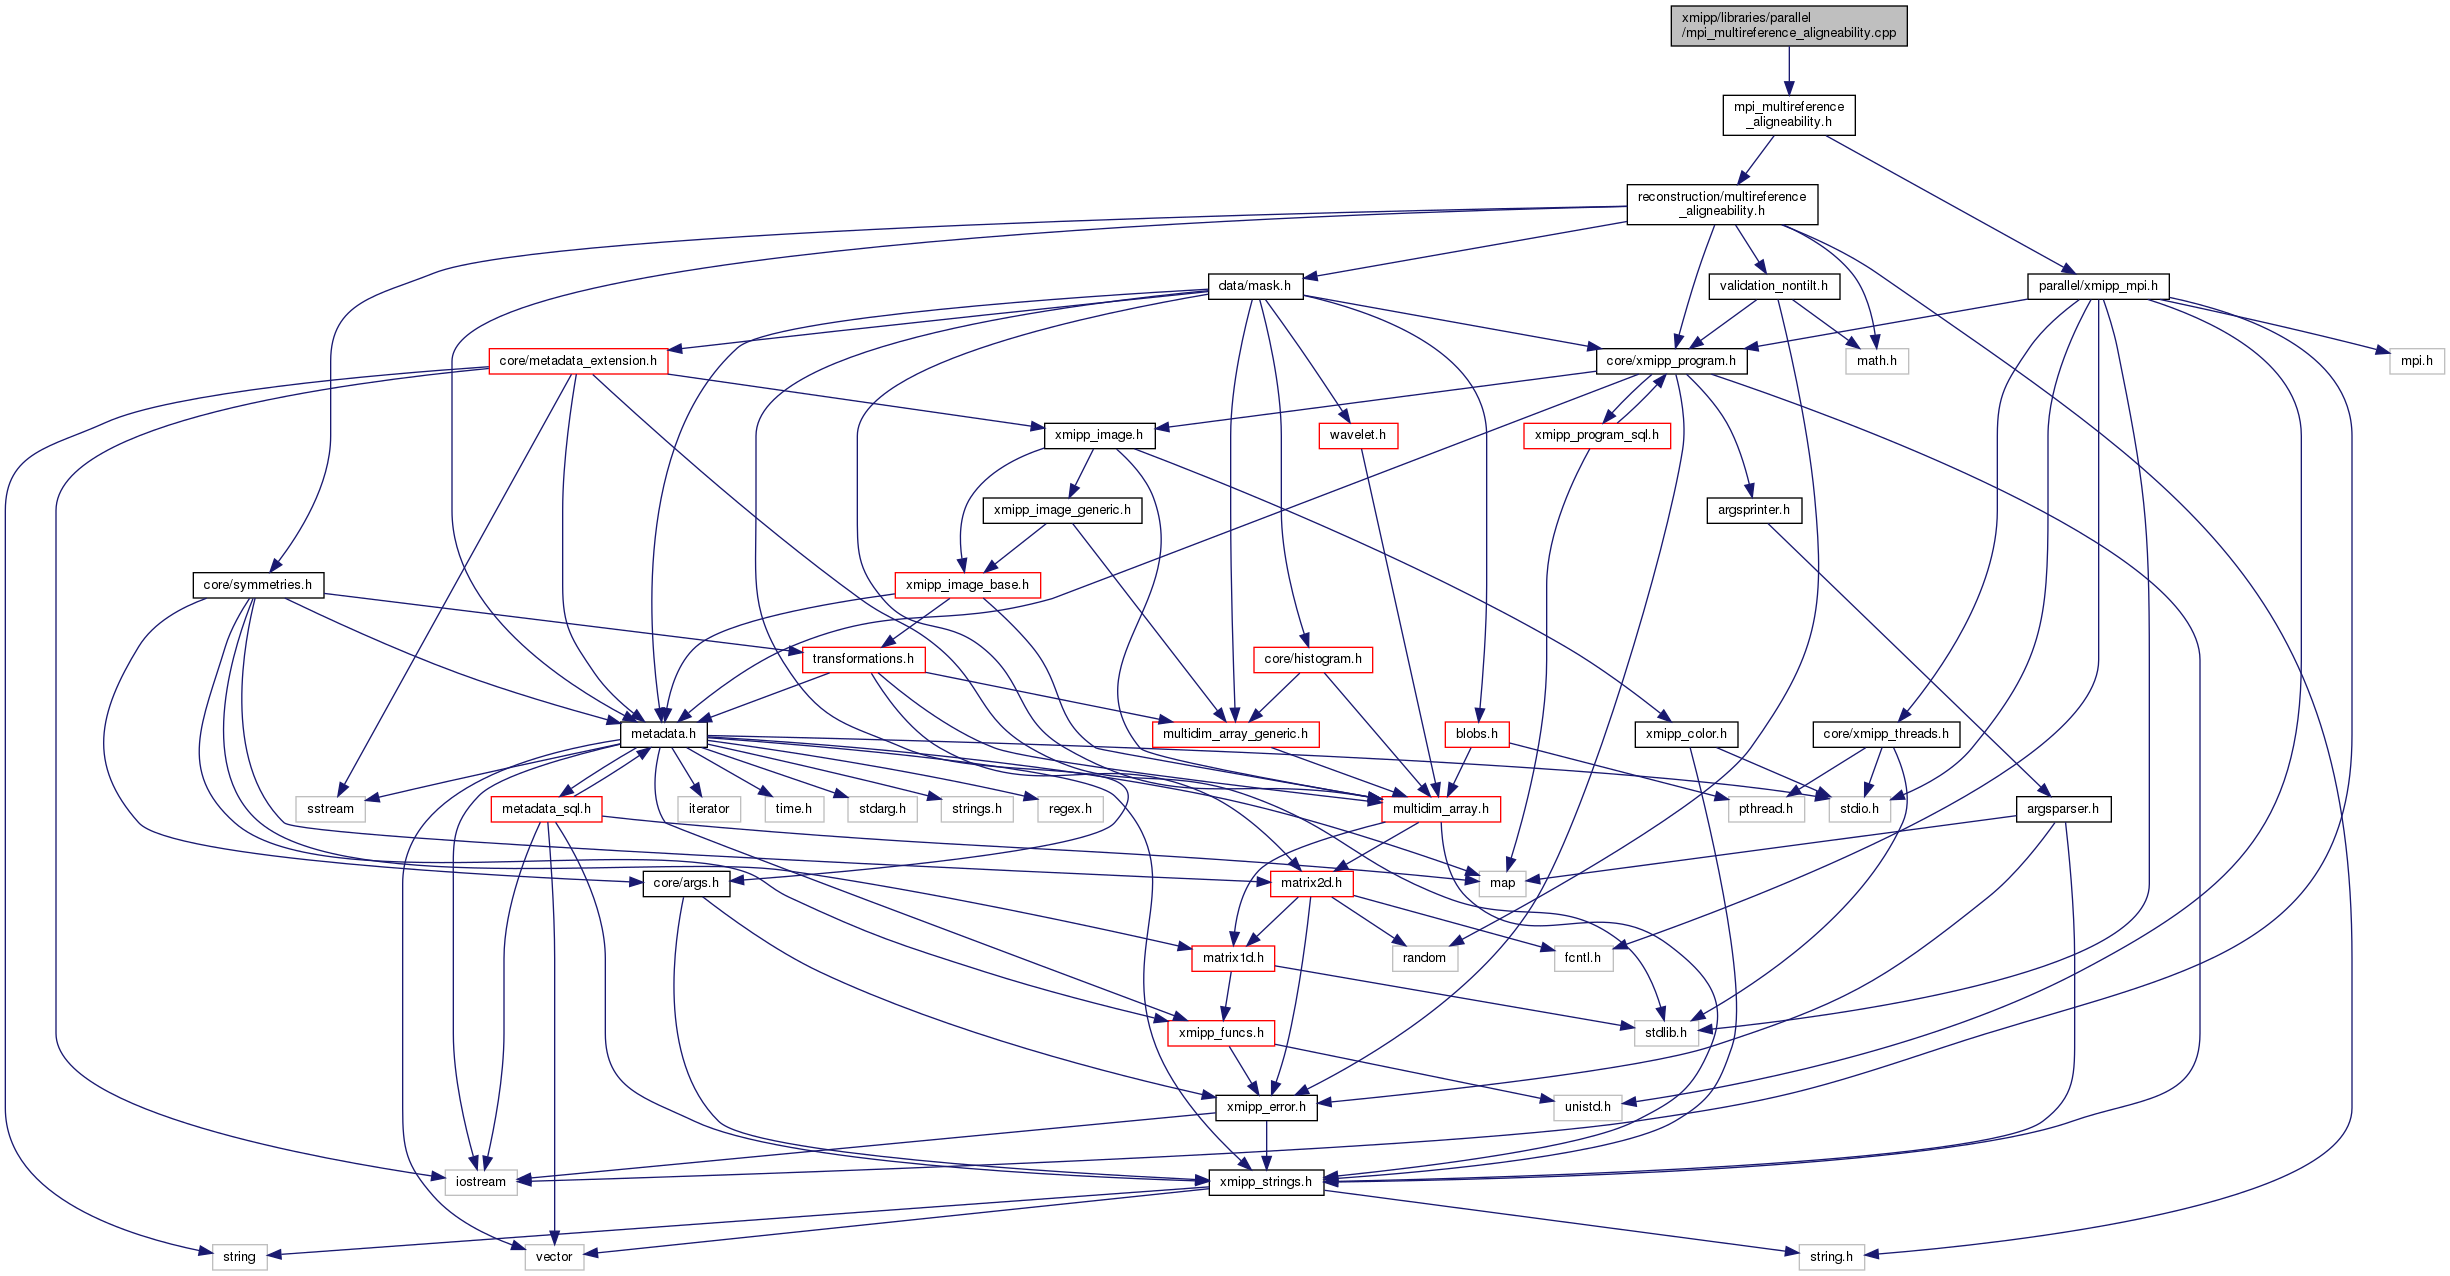 xmipp/libraries/parallel
/mpi_multireference_aligneability.cpp
mpi_multireference
_aligneability.h
reconstruction/multireference
_aligneability.h
data/mask.h
validation_nontilt.h
parallel/xmipp_mpi.h
core/metadata_extension.h
core/xmipp_program.h
math.h
mpi.h
xmipp_image.h
wavelet.h
xmipp_program_sql.h
xmipp_image_generic.h
argsprinter.h
core/symmetries.h
xmipp_image_base.h
transformations.h
core/histogram.h
metadata.h
multidim_array_generic.h
blobs.h
xmipp_color.h
core/xmipp_threads.h
sstream
metadata_sql.h
iterator
time.h
stdarg.h
strings.h
regex.h
multidim_array.h
pthread.h
stdio.h
argsparser.h
core/args.h
matrix2d.h
map
matrix1d.h
random
fcntl.h
xmipp_funcs.h
stdlib.h
xmipp_error.h
unistd.h
iostream
xmipp_strings.h
string
vector
string.h